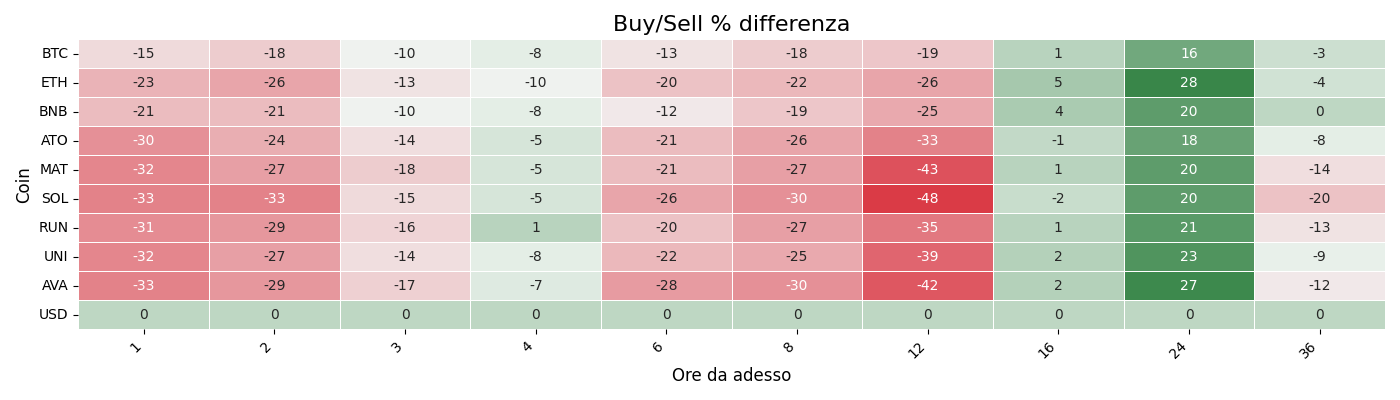 Buy/Sell % differenza
BTC -15 -18 -10 -8 -13 -18 -19 1 16 -3
ETH -23 -26 -13 -10 -20 -22 -26 5 28 -4
BNB -21 -21 -10 -8 -12 -19 -25 4 20 0
ATO -30 -24 -14 -5 -21 -26 -33 -1 18 -8
MAT -32 -27 -18 -5 -21 -27 -43 1 20 -14
SOL -33 -33 -15 -5 -26 -30 -48 -2 20 -20
RUN -31 -29 -16 1 -20 -27 -35 1 21 -13
UNI -32 -27 -14 -8 -22 -25 -39 2 23 -9
AVA -33 -29 -17 -7 -28 -30 -42 2 27 -12
USD 0 0 0 0 0 0 0 0 0 0
Coin
1 2 3 4 6 8 12 16 24 36
Ore da adesso